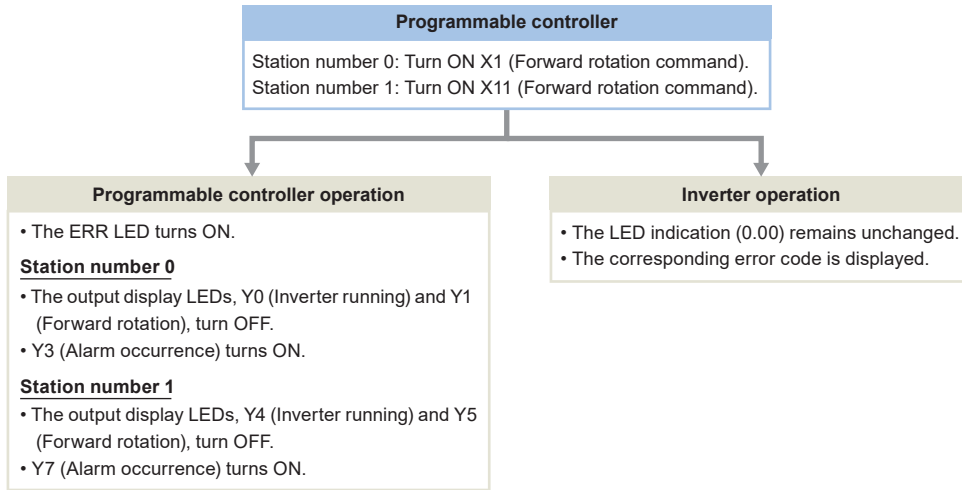 Programmable controller
Station number 0: Turn ON X1 (Forward rotation command).
Station number 1: Turn ON X11 (Forward rotation command).
Programmable controller operation
• The ERR LED turns ON.
Station number 0
• The output display LEDs, Y0 (Inverter running) and Y1
(Forward rotation), turn OFF.
• Y3 (Alarm occurrence) turns ON.
Station number 1
• The output display LEDs, Y4 (Inverter running) and Y5
(Forward rotation), turn OFF.
• Y7 (Alarm occurrence) turns ON.
Inverter operation
• The LED indication (0.00) remains unchanged.
• The corresponding error code is displayed.